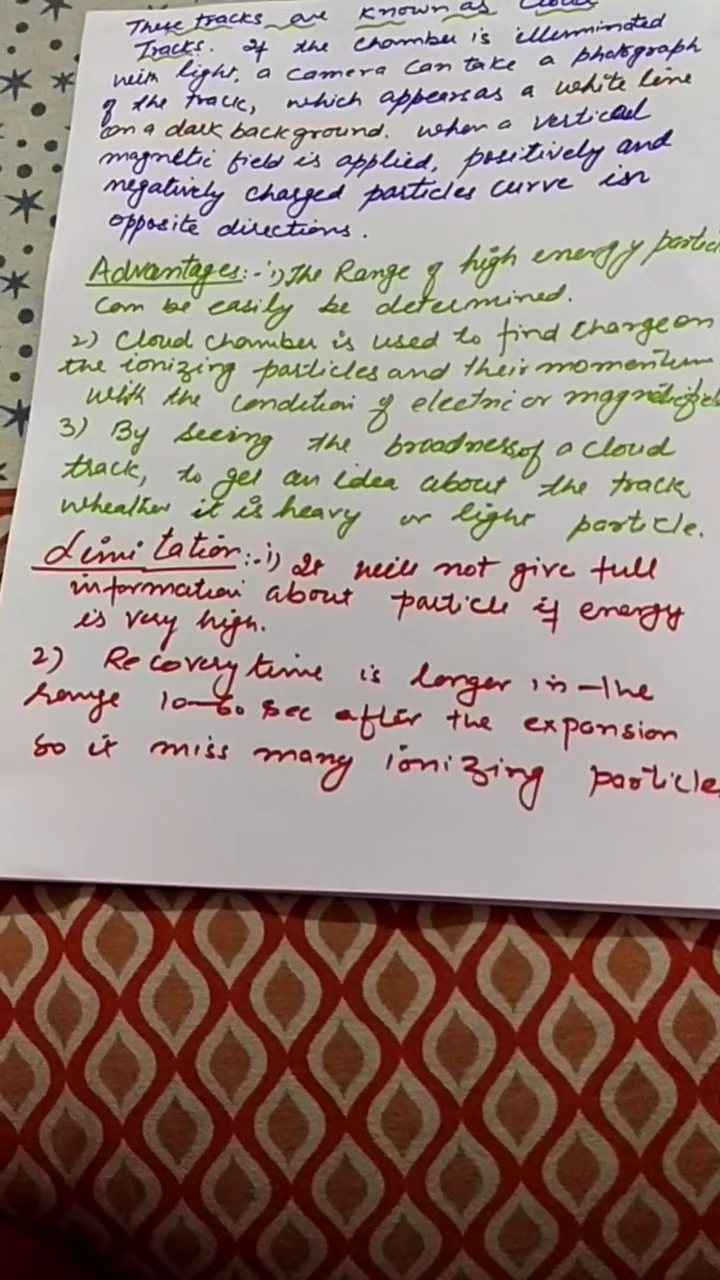 These tracks are known as Cloud
Tracks. If the chamber is illuminated
with light, a camera can take a photograph
of the track, which appears as a white line
on a dark background. when a vertical
magnetic field is applied, positively and
negatively charged particles curve in
opposite directions.
Advantages:- 1) The Range of high energy partic
can be easily be determined.
2) Cloud chamber is used to find charge on
the ionizing particles and their momentum
with the condition of electric or magnetic
3) By seeing the broadness of a cloud
track, to get an idea about the track
wheather it is heavy or light particle.
Limitation:- 1) It will not give full
information about particle if energy
is very high.
2) Recovery time is longer in the
range 10-60 sec after the expansion
so it miss many ionizing particle